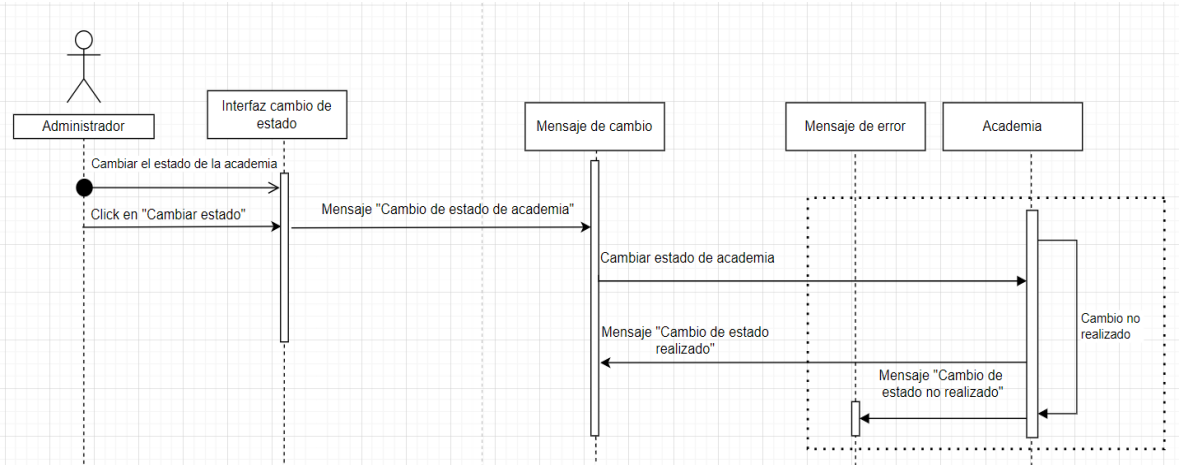 Administrador
Interfaz cambio de
estado
Mensaje de cambio
Mensaje de error
Academia
Cambiar el estado de la academia
Click en "Cambiar estado"
Mensaje "Cambio de estado de academia"
Cambiar estado de academia
Cambio no
realizado
Mensaje "Cambio de estado
realizado"
Mensaje "Cambio de
estado no realizado"